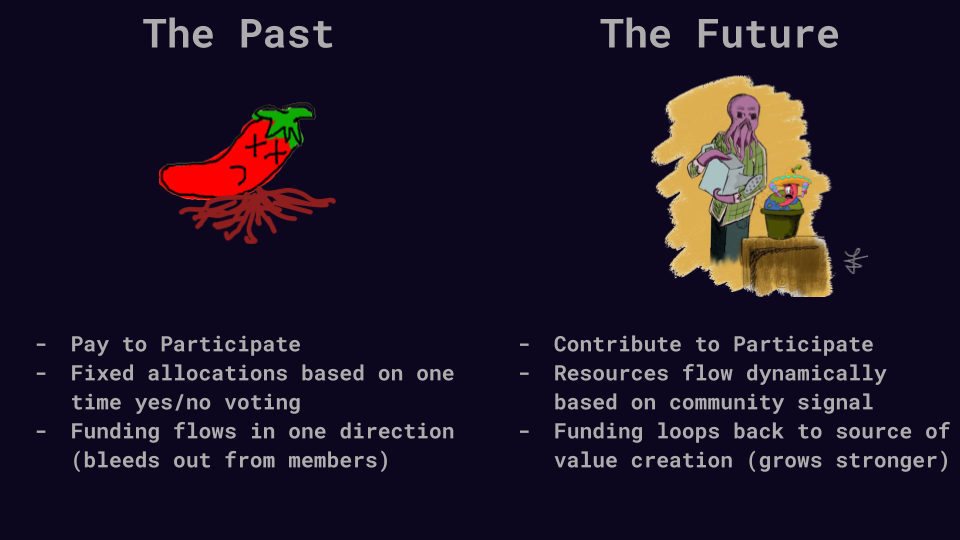 The Past
- Pay to Participate
- Fixed allocations based on one
time yes/no voting
- Funding flows in one direction
(bleeds out from members)
The Future
- Contribute to Participate
- Resources flow dynamically
based on community signal
- Funding loops back to source of
value creation (grows stronger)